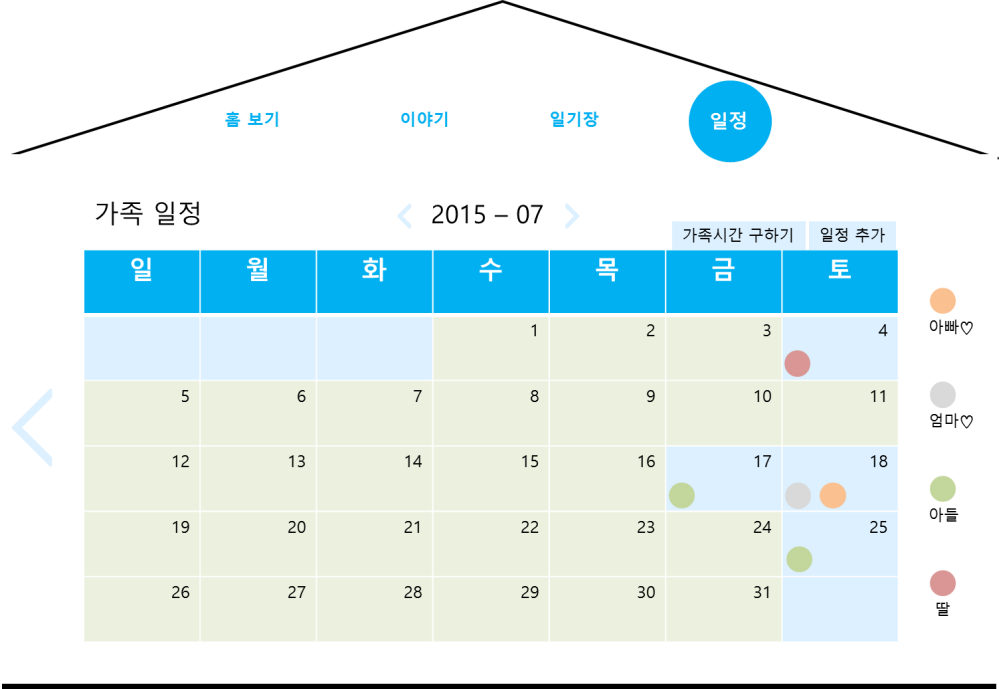 홈 보기 이야기 일기장 일정
가족 일정 2015 – 07
가족시간 구하기 일정 추가
일 월 화 수 목 금 토
1 2 3 4
5 6 7 8 9 10 11
12 13 14 15 16 17 18
19 20 21 22 23 24 25
26 27 28 29 30 31
아빠♡
엄마♡
아들
딸